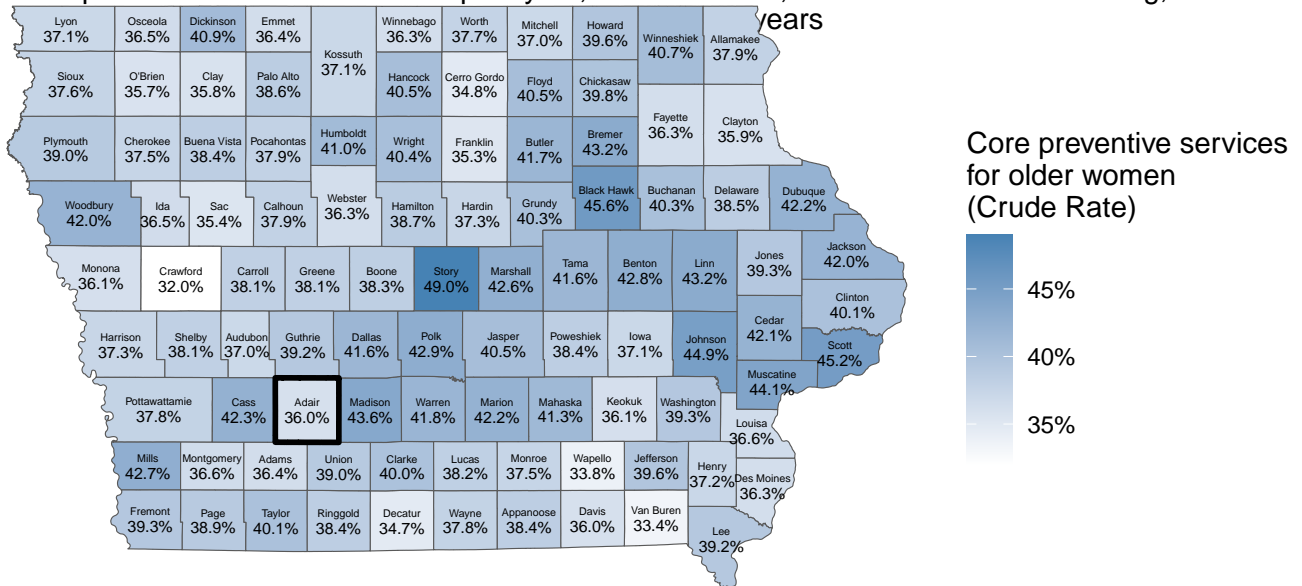 years
Lyon Osceola Dickinson Emmet Winnebago Worth Mitchell Howard Winneshiek Allamakee
37.1% 36.5% 40.9% 36.4% 36.3% 37.7% 37.0% 39.6% 40.7% 37.9%
Kossuth
37.1%
Sioux O'Brien Clay Palo Alto Hancock Cerro Gordo Floyd Chickasaw
37.6% 35.7% 35.8% 38.6% 40.5% 34.8% 40.5% 39.8%
Fayette Clayton
36.3% 35.9%
Plymouth Cherokee Buena Vista Pocahontas Humboldt Wright Franklin Butler Bremer
39.0% 37.5% 38.4% 37.9% 41.0% 40.4% 35.3% 41.7% 43.2%
Woodbury Ida Sac Calhoun Webster Hamilton Hardin Grundy Black Hawk Buchanan Delaware Dubuque
42.0% 36.5% 35.4% 37.9% 36.3% 38.7% 37.3% 40.3% 45.6% 40.3% 38.5% 42.2%
Monona Crawford Carroll Greene Boone Story Marshall Tama Benton Linn Jones Jackson
36.1% 32.0% 38.1% 38.1% 38.3% 49.0% 42.6% 41.6% 42.8% 43.2% 39.3% 42.0%
Clinton
40.1%
Harrison Shelby Audubon Guthrie Dallas Polk Jasper Poweshiek Iowa Johnson Cedar Scott
37.3% 38.1% 37.0% 39.2% 41.6% 42.9% 40.5% 38.4% 37.1% 44.9% 42.1% 45.2%
Muscatine
44.1%
Pottawattamie Cass Adair Madison Warren Marion Mahaska Keokuk Washington
37.8% 42.3% 36.0% 43.6% 41.8% 42.2% 41.3% 36.1% 39.3%
Louisa
36.6%
Mills Montgomery Adams Union Clarke Lucas Monroe Wapello Jefferson Henry Des Moines
42.7% 36.6% 36.4% 39.0% 40.0% 38.2% 37.5% 33.8% 39.6% 37.2% 36.3%
Fremont Page Taylor Ringgold Decatur Wayne Appanoose Davis Van Buren Lee
39.3% 38.9% 40.1% 38.4% 34.7% 37.8% 38.4% 36.0% 33.4% 39.2%
Core preventive services
for older women
(Crude Rate)
45%
40%
35%